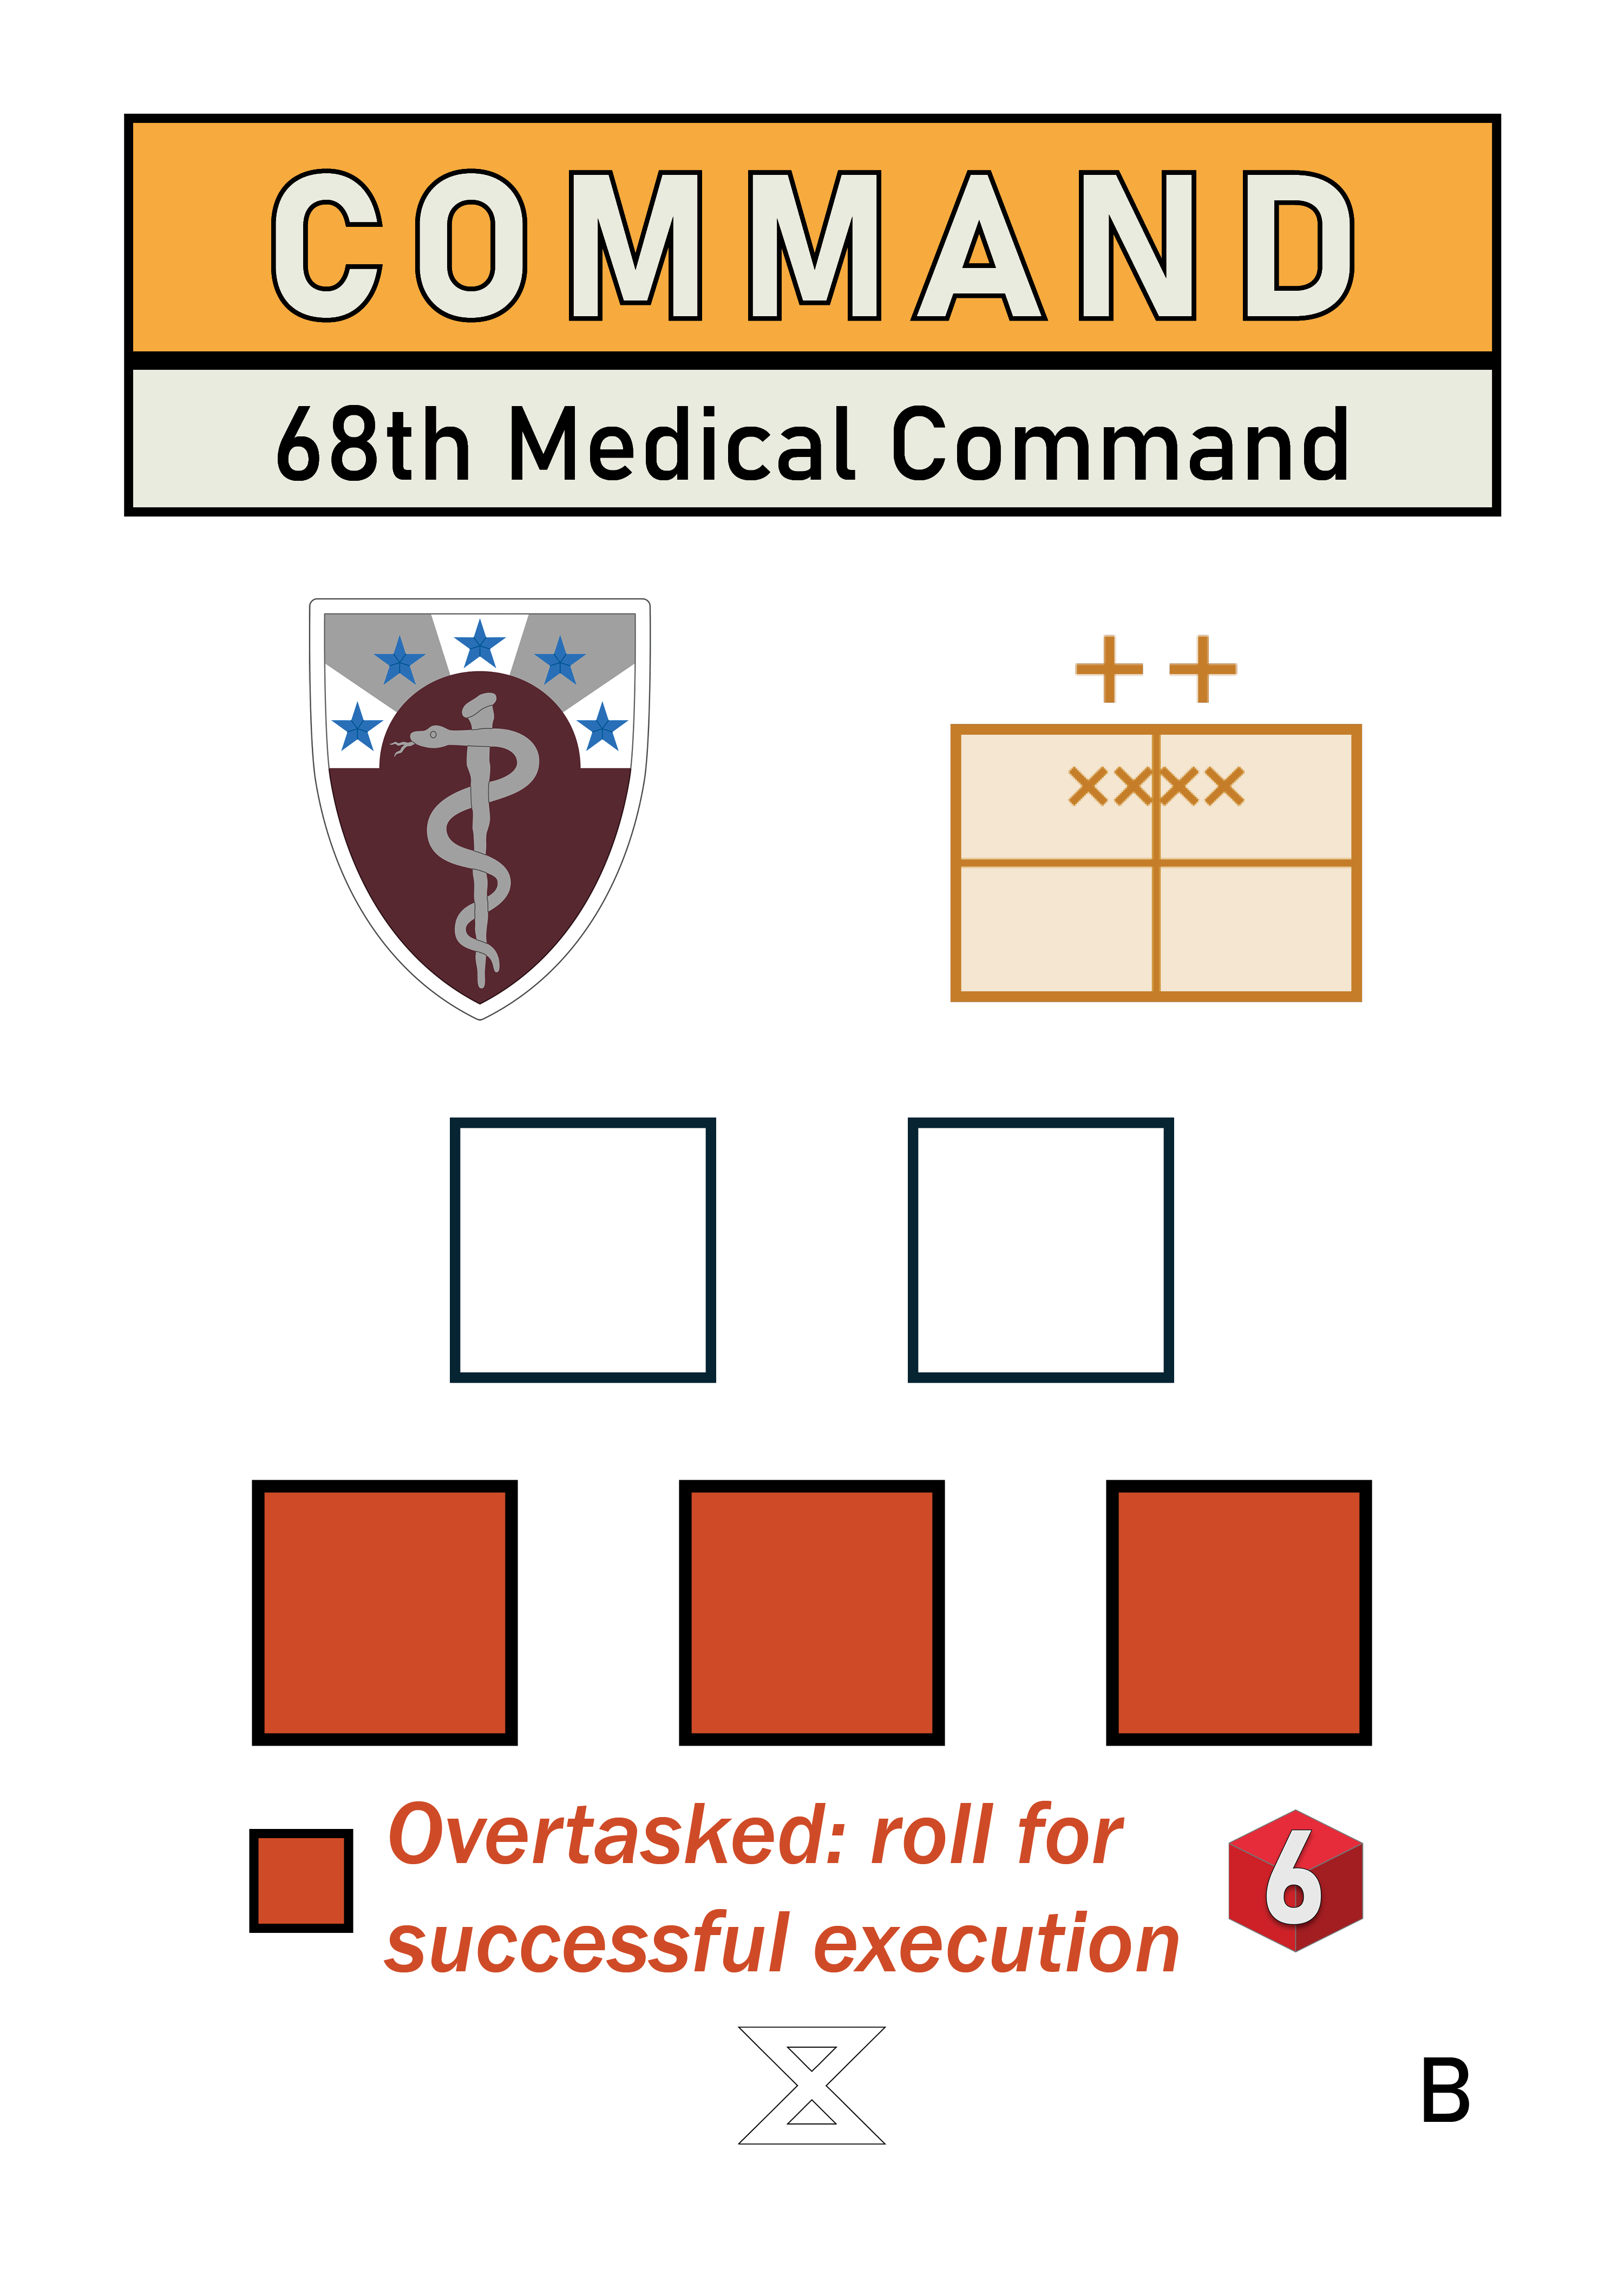 COMMAND
68th Medical Command
++
××××
Overtasked: roll for
successful execution
6
B